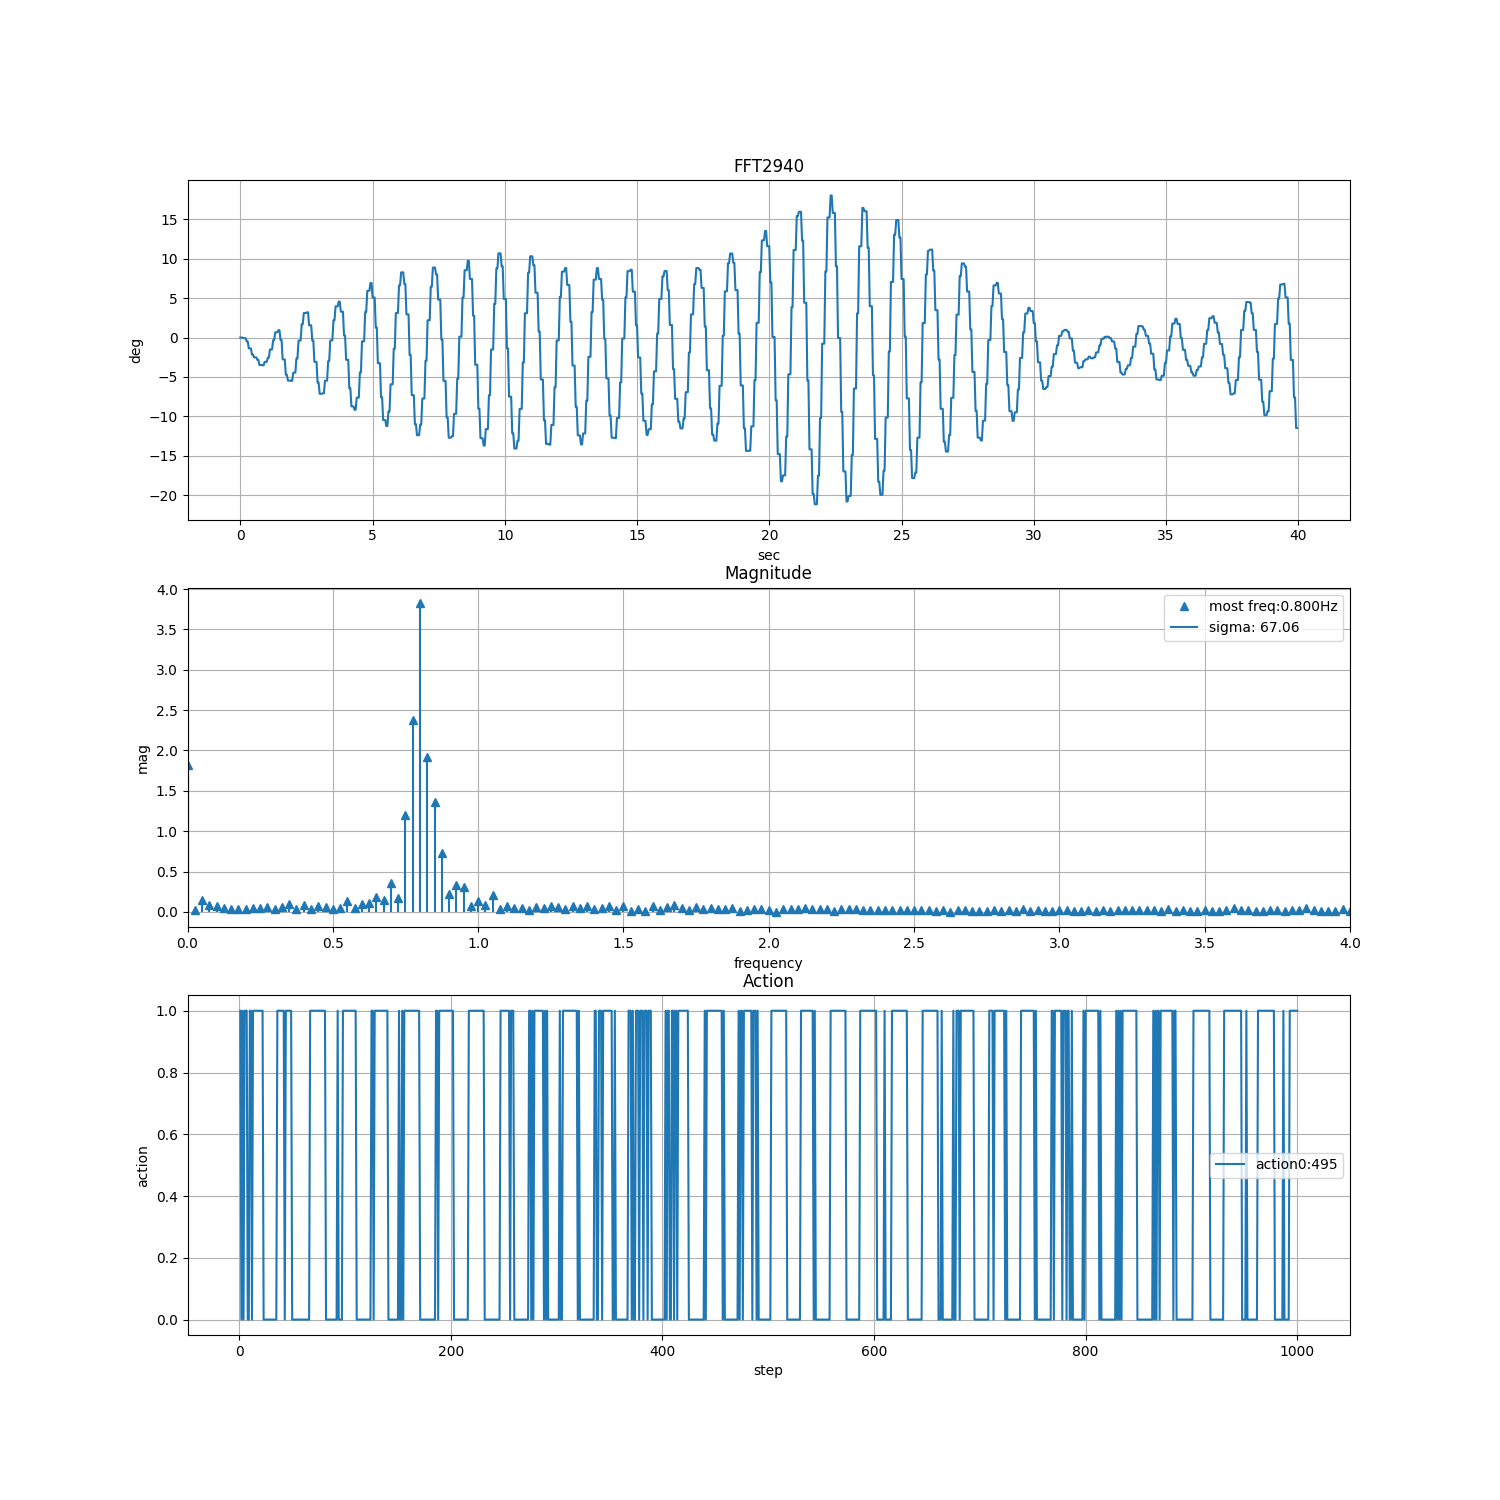 FFT2940
deg
15
10
5
0
−5
−10
−15
−20
0 5 10 15 20 25 30 35 40
sec
Magnitude
mag
4.0
3.5
3.0
2.5
2.0
1.5
1.0
0.5
0.0
most freq:0.800Hz
sigma: 67.06
0.0 0.5 1.0 1.5 2.0 2.5 3.0 3.5 4.0
frequency
Action
action
1.0
0.8
0.6
0.4
0.2
0.0
action0:495
0 200 400 600 800 1000
step